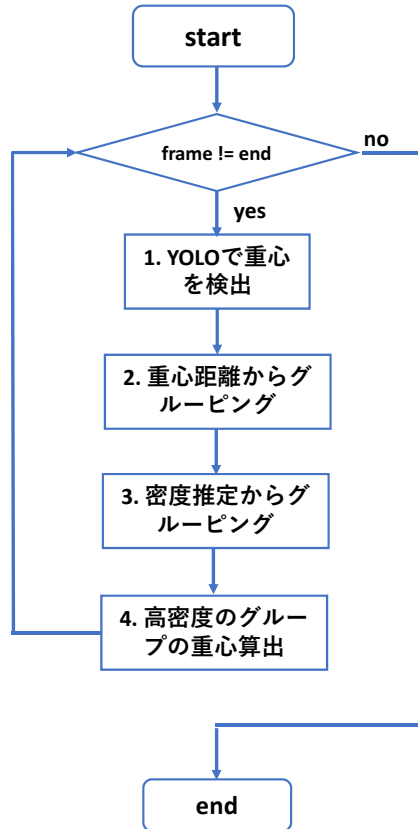 start
frame != end
no
yes
1. YOLOで重心
を検出
2. 重心距離からグ
ルーピング
3. 密度推定からグ
ルーピング
4. 高密度のグルー
プの重心算出
end